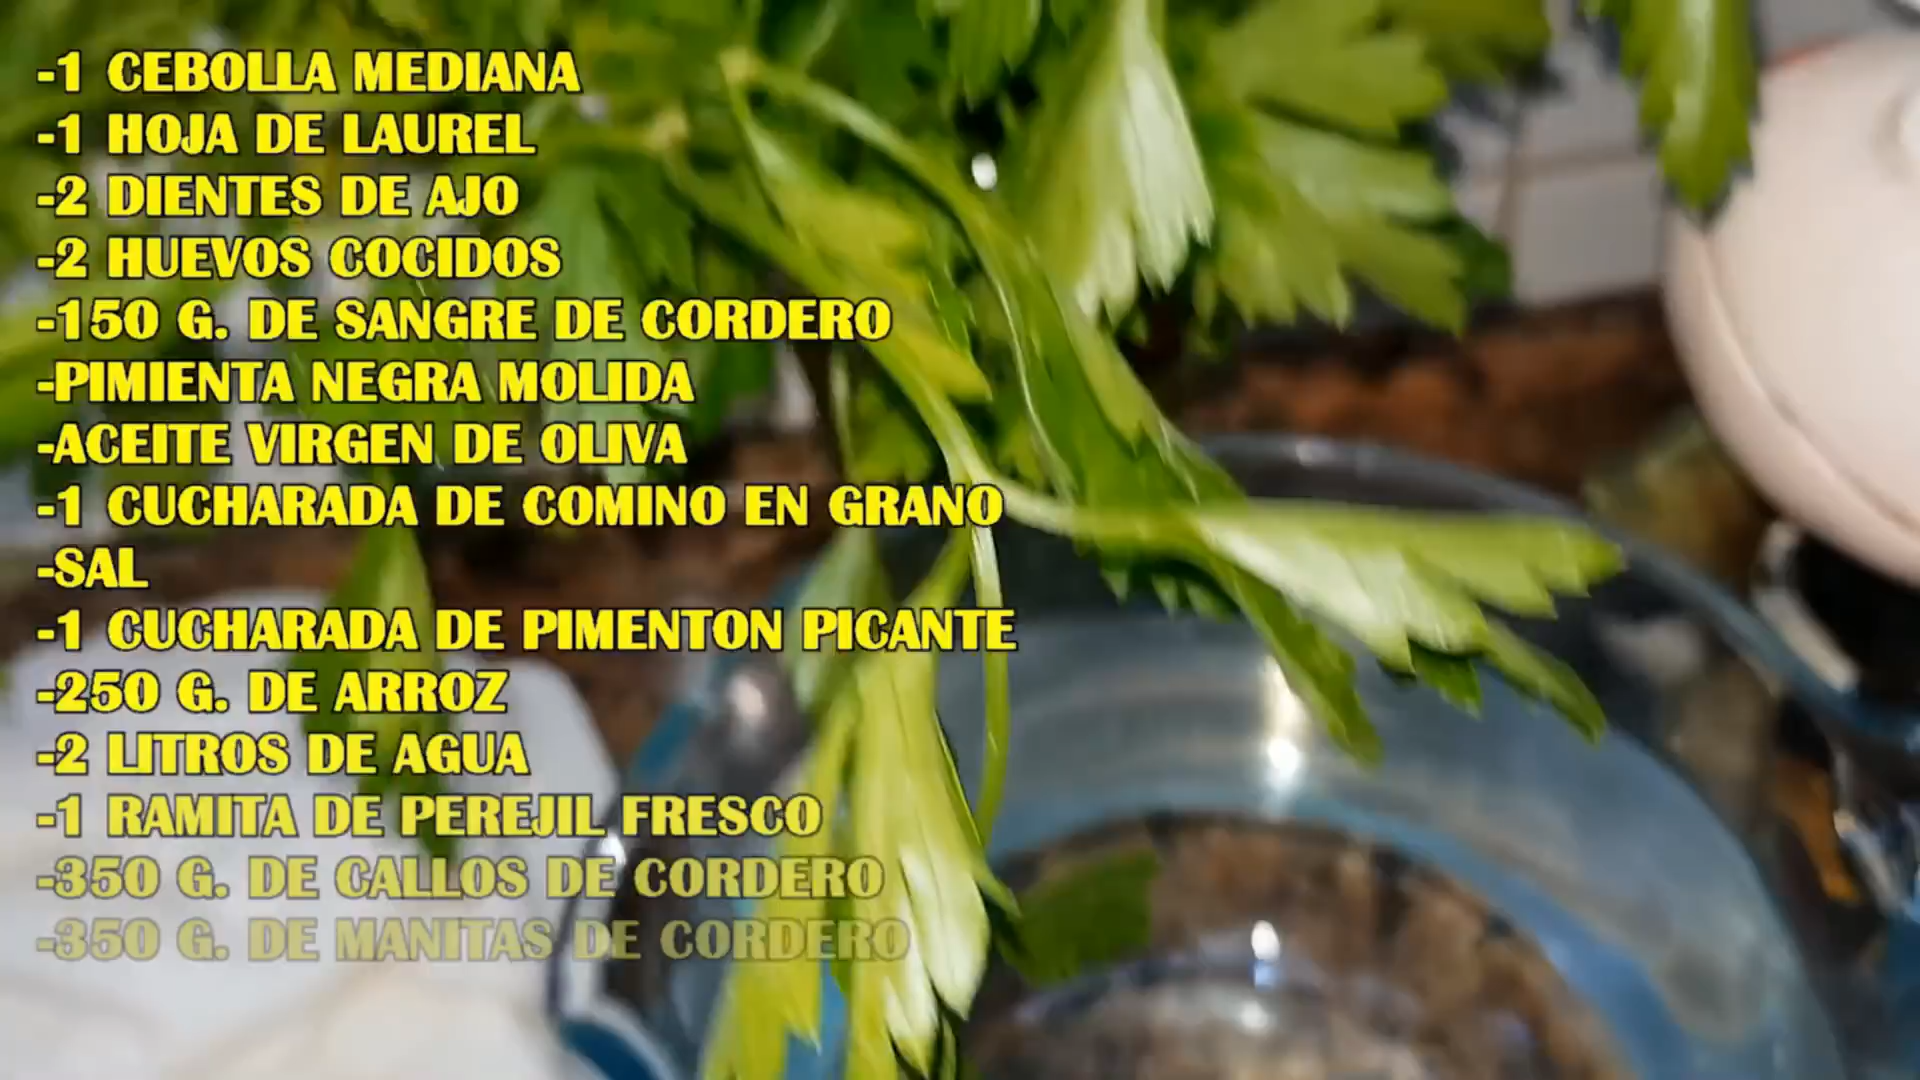 -1 CEBOLLA MEDIANA
-1 HOJA DE LAUREL
-2 DIENTES DE AJO
-2 HUEVOS COCIDOS
-150 G. DE SANGRE DE CORDERO
-PIMIENTA NEGRA MOLIDA
-ACEITE VIRGEN DE OLIVA
-1 CUCHARADA DE COMINO EN GRANO
-SAL
-1 CUCHARADA DE PIMENTON PICANTE
-250 G. DE ARROZ
-2 LITROS DE AGUA
-1 RAMITA DE PEREJIL FRESCO
-350 G. DE CALLOS DE CORDERO
-350 G. DE MANITAS DE CORDERO